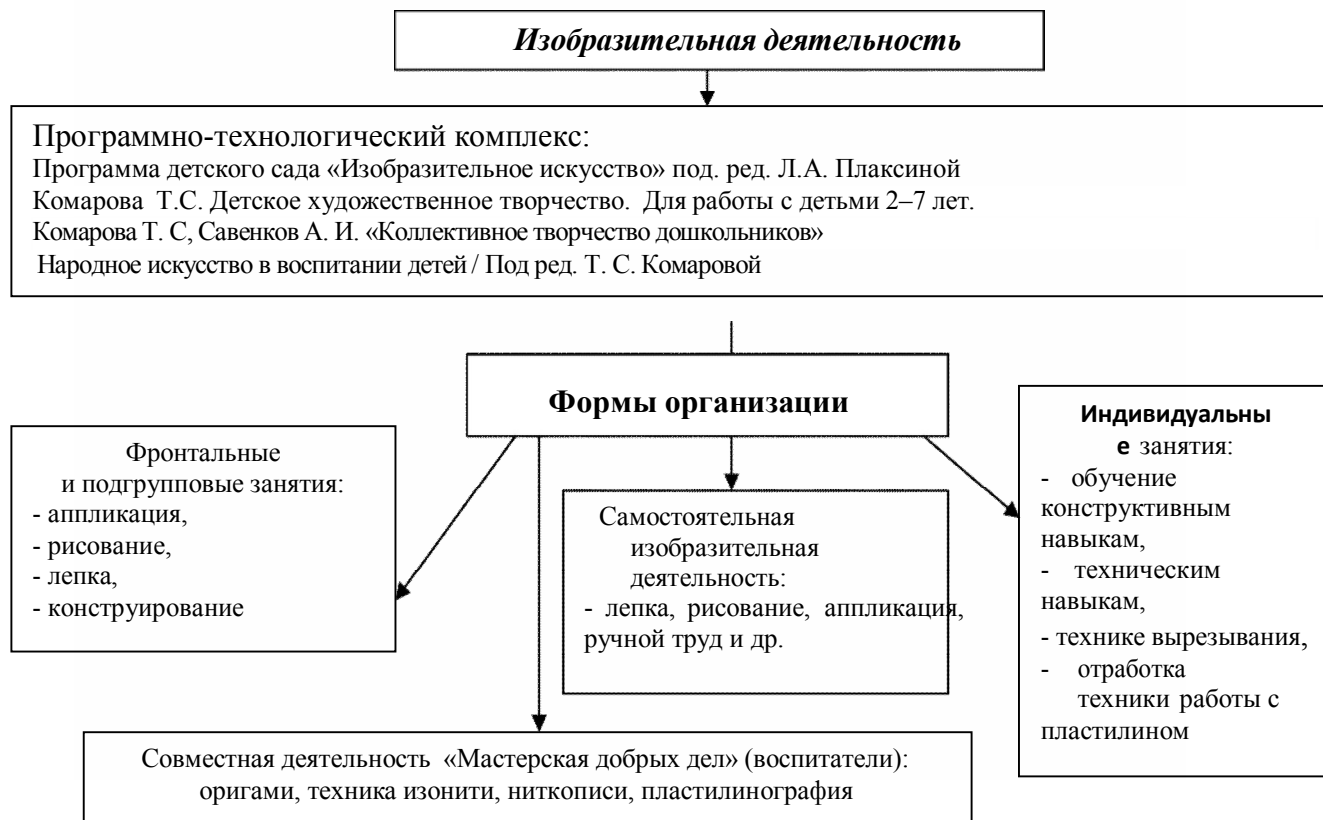 Изобразительная деятельность
Программно-технологический комплекс:
Программа детского сада «Изобразительное искусство» под. ред. Л.А. Плаксиной
Комарова Т.С. Детское художественное творчество. Для работы с детьми 2–7 лет.
Комарова Т. С, Савенков А. И. «Коллективное творчество дошкольников»
Народное искусство в воспитании детей / Под ред. Т. С. Комаровой
Формы организации
Фронтальные
и подгрупповые занятия:
- аппликация,
- рисование,
- лепка,
- конструирование
Самостоятельная
изобразительная
деятельность:
- лепка, рисование, аппликация,
ручной труд и др.
Индивидуальны
е занятия:
- обучение
конструктивным
навыкам,
- техническим
навыкам,
- технике вырезывания,
- отработка
техники работы с
пластилином
Совместная деятельность «Мастерская добрых дел» (воспитатели):
оригами, техника изонити, ниткописи, пластилинография